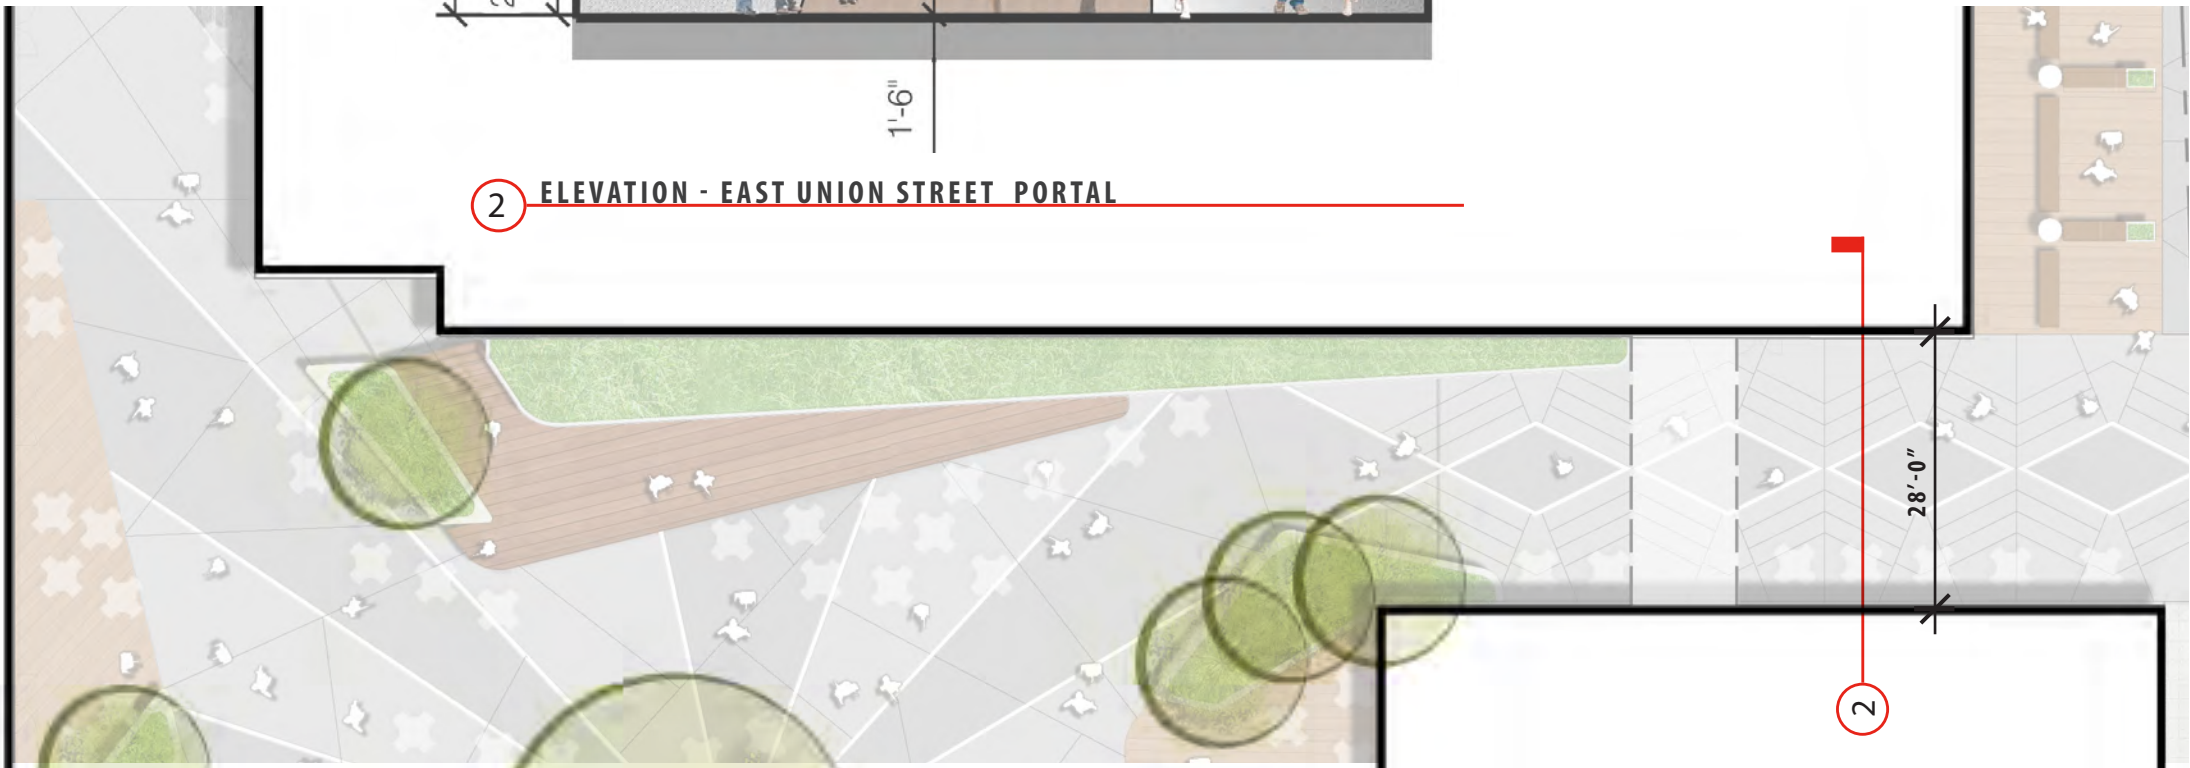 1'-6"
2 ELEVATION - EAST UNION STREET PORTAL
28'-0"
2